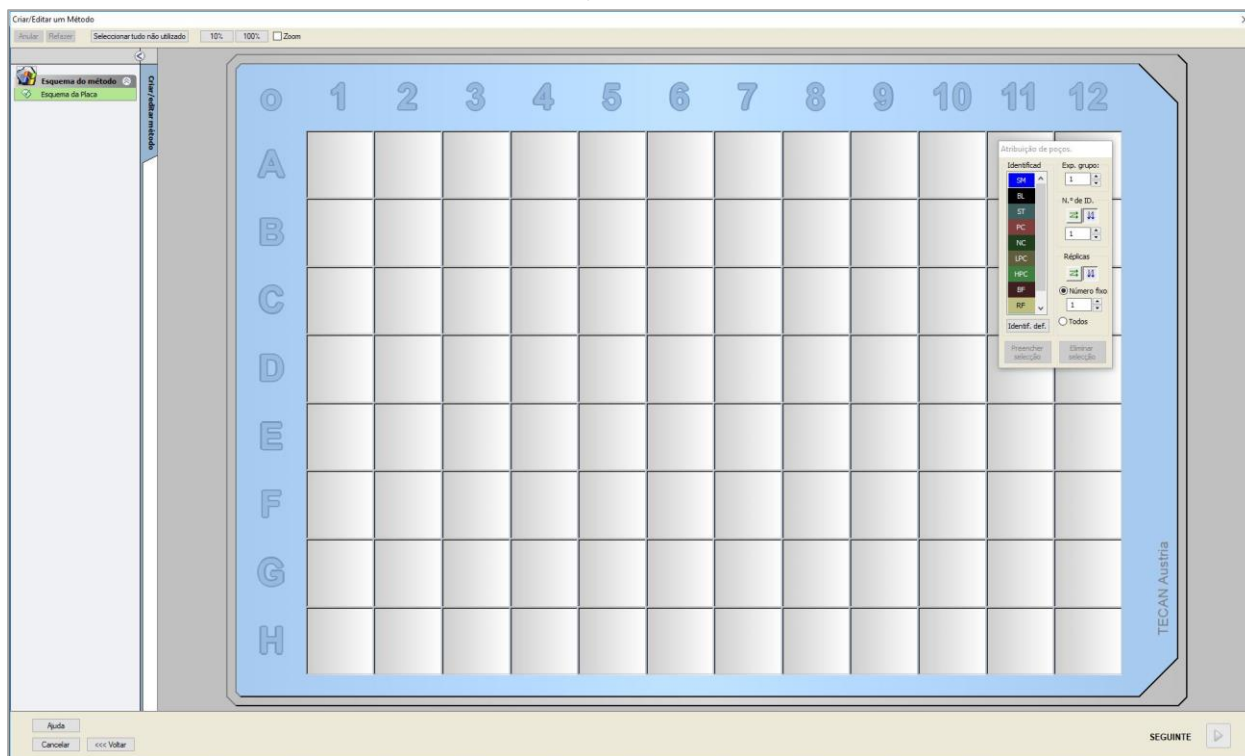 Criar/Editar um Método
Anular Refazer Seleccionar tudo não utilizado 10% 100% Zoom
Esquema do método
Esquema da Placa
Criar/editar método
o 1 2 3 4 5 6 7 8 9 10 11 12
A
B
C
D
E
F
G
H
Atribuição de poços.
Identificad
SM
BL
ST
PC
NC
LPC
HPC
BF
RF
Identif. def.
Exp. grupo:
1
N.º de ID.
1
Réplicas
Número fixo
1
Todos
Preencher selecção
Eliminar selecção
TECAN Austria
Ajuda
Cancelar <<< Voltar
SEGUINTE